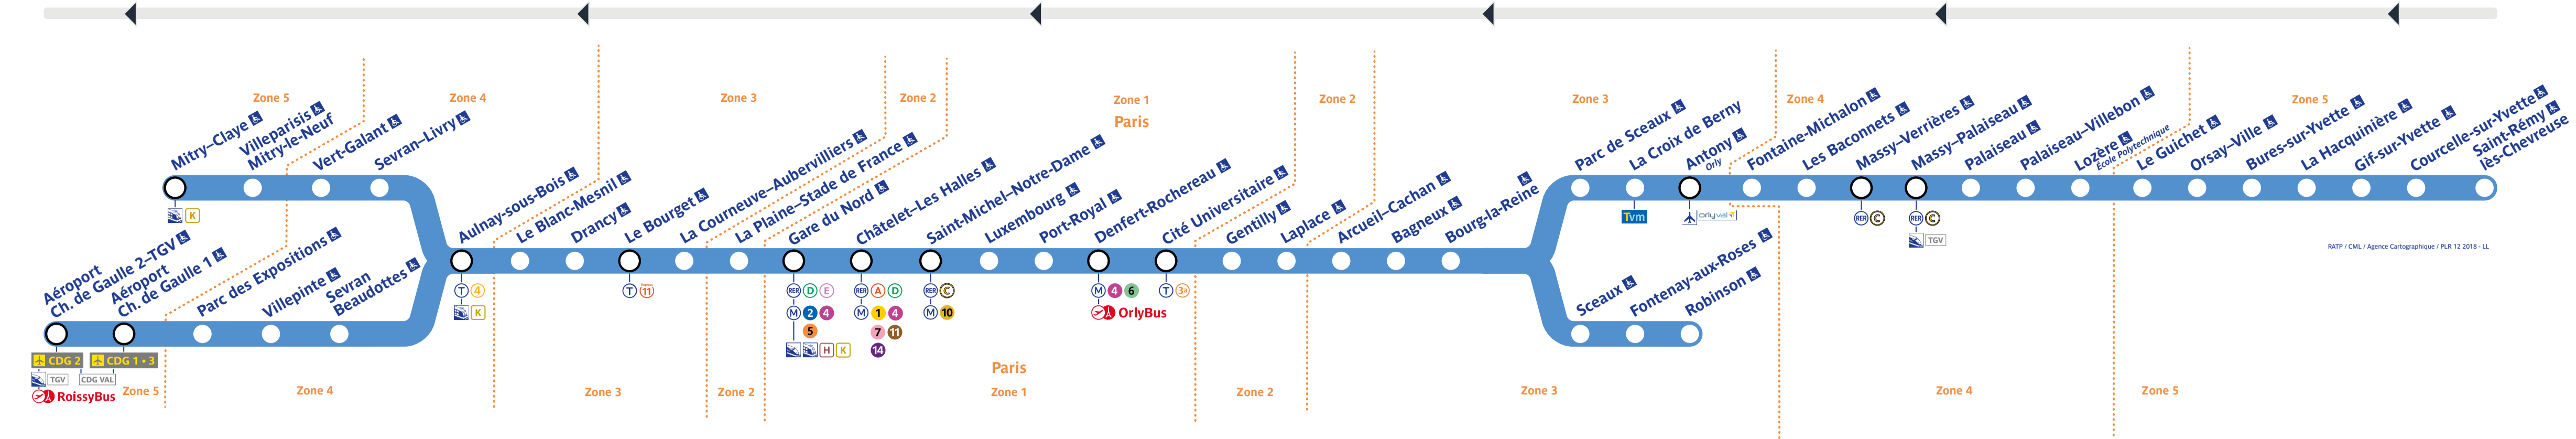 Zone 5
Zone 4
Zone 3
Zone 2
Zone 1
Paris
Zone 2
Zone 3
Zone 4
Zone 5
Mitry–Claye
Villeparisis
Mitry-le-Neuf
Vert-Galant
Sevran–Livry
K
Aéroport
Ch. de Gaulle 2–TGV
Aéroport
Ch. de Gaulle 1
Parc des Expositions
Villepinte
Sevran
Beaudottes
CDG 2
CDG 1 • 3
TGV
CDG VAL
RoissyBus
Aulnay-sous-Bois
T 4
K
Le Blanc-Mesnil
Drancy
Le Bourget
T 11
La Courneuve–Aubervilliers
La Plaine–Stade de France
Gare du Nord
RER D E
M 2 4
5
H K
Châtelet–Les Halles
RER A D
M 1 4
7 11
14
Saint-Michel–Notre-Dame
RER C
M 10
Luxembourg
Port-Royal
Denfert-Rochereau
M 4 6
OrlyBus
Cité Universitaire
T 3a
Gentilly
Laplace
Arcueil–Cachan
Bagneux
Bourg-la-Reine
Parc de Sceaux
La Croix de Berny
Tvm
Antony
Orly
orlyval
Fontaine-Michalon
Les Baconnets
Massy–Verrières
RER C
Massy–Palaiseau
RER C
TGV
Palaiseau
Palaiseau–Villebon
Lozère
École Polytechnique
Le Guichet
Orsay–Ville
Bures-sur-Yvette
La Hacquinière
Gif-sur-Yvette
Courcelle-sur-Yvette
Saint-Rémy
lès-Chevreuse
Sceaux
Fontenay-aux-Roses
Robinson
RATP / CML / Agence Cartographique / PLR 12 2018 - LL
Zone 5
Zone 4
Zone 3
Zone 2
Paris
Zone 1
Zone 2
Zone 3
Zone 4
Zone 5